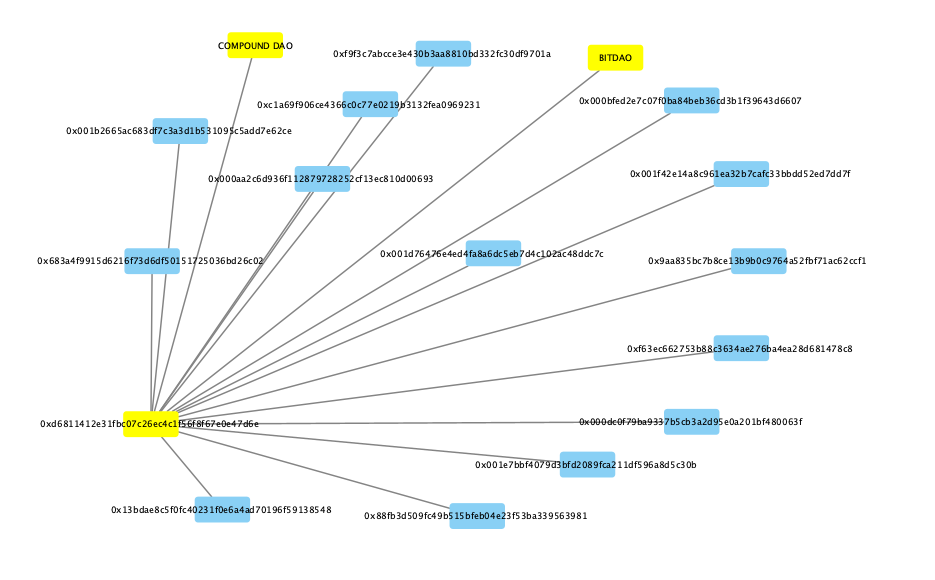 COMPOUND DAO
0xf9f3c7abcce3e430b3aa8810bd332fc30df9701a
BITDAO
0xc1a69f906ce4366c0c77e0219b3132fea0969231
0x000bfed2e7c07f0ba84beb36cd3b1f39643d6607
0x001b2665ac683df7c3a3d1b531095c5add7e62ce
0x000aa2c6d936f112879728252cf13ec810d00693
0x001f42e14a8c961ea32b7cafc33bbdd52ed7dd7f
0x683a4f9915d6216f73d6df50151725036bd26c02
0x001d76476e4ed4fa8a6dc5eb7d4c102ac48ddc7c
0x9aa835bc7b8ce13b9b0c9764a52fbf71ac62ccf1
0xf63ec662753b88c3634ae276ba4ea28d681478c8
0xd6811412e31fbc07c26ec4c1f56f8f67e0e47d6e
0x000dc0f79ba9337b5cb3a2d95e0a201bf480063f
0x001e7bbf4079d3bfd2089fca211df596a8d5c30b
0x13bdae8c5f0fc40231f0e6a4ad70196f59138548
0x88fb3d509fc49b515bfeb04e23f53ba339563981